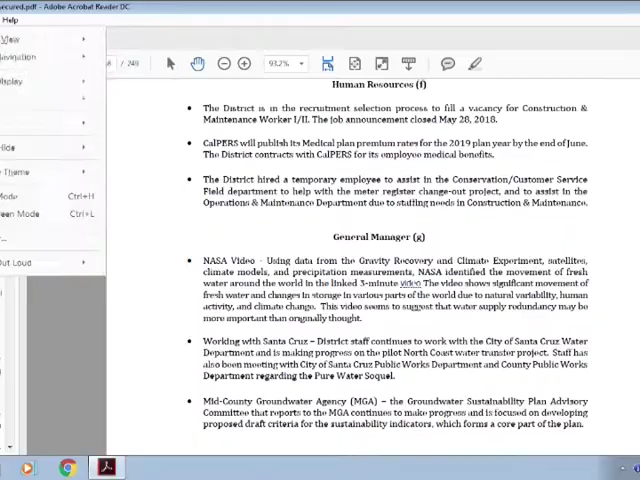 ecured.pdf - Adobe Acrobat Reader DC
Help
View
Navigation
Display
Hide
Theme
Mode Ctrl+H
een Mode Ctrl+L
Out Loud
/ 249
93.2%
Human Resources (f)
• The District is in the recruitment selection process to fill a vacancy for Construction &
Maintenance Worker I/II. The job announcement closed May 28, 2018.
• CalPERS will publish its Medical plan premium rates for the 2019 plan year by the end of June.
The District contracts with CalPERS for its employee medical benefits.
• The District hired a temporary employee to assist in the Conservation/Customer Service
Field department to help with the meter register change-out project, and to assist in the
Operations & Maintenance Department due to staffing needs in Construction & Maintenance.
General Manager (g)
• NASA Video - Using data from the Gravity Recovery and Climate Experiment, satellites,
climate models, and precipitation measurements, NASA identified the movement of fresh
water around the world in the linked 3-minute video The video shows significant movement of
fresh water and changes in storage in various parts of the world due to natural variability, human
activity, and climate change. This video seems to suggest that water supply redundancy may be
more important than originally thought.
• Working with Santa Cruz – District staff continues to work with the City of Santa Cruz Water
Department and is making progress on the pilot North Coast water transfer project. Staff has
also been meeting with City of Santa Cruz Public Works Department and County Public Works
Department regarding the Pure Water Soquel.
• Mid-County Groundwater Agency (MGA) – the Groundwater Sustainability Plan Advisory
Committee that reports to the MGA continues to make progress and is focused on developing
proposed draft criteria for the sustainability indicators, which forms a core part of the plan.